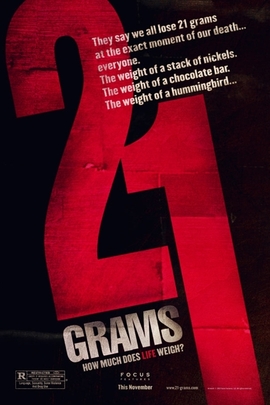 They say we all lose 21 grams
at the exact moment of our death...
everyone.
The weight of a stack of nickels.
The weight of a chocolate bar.
The weight of a hummingbird...
21
GRAMS
HOW MUCH DOES LIFE WEIGH?
R
RESTRICTED
FOCUS
FEATURES
This November
www.21-grams.com